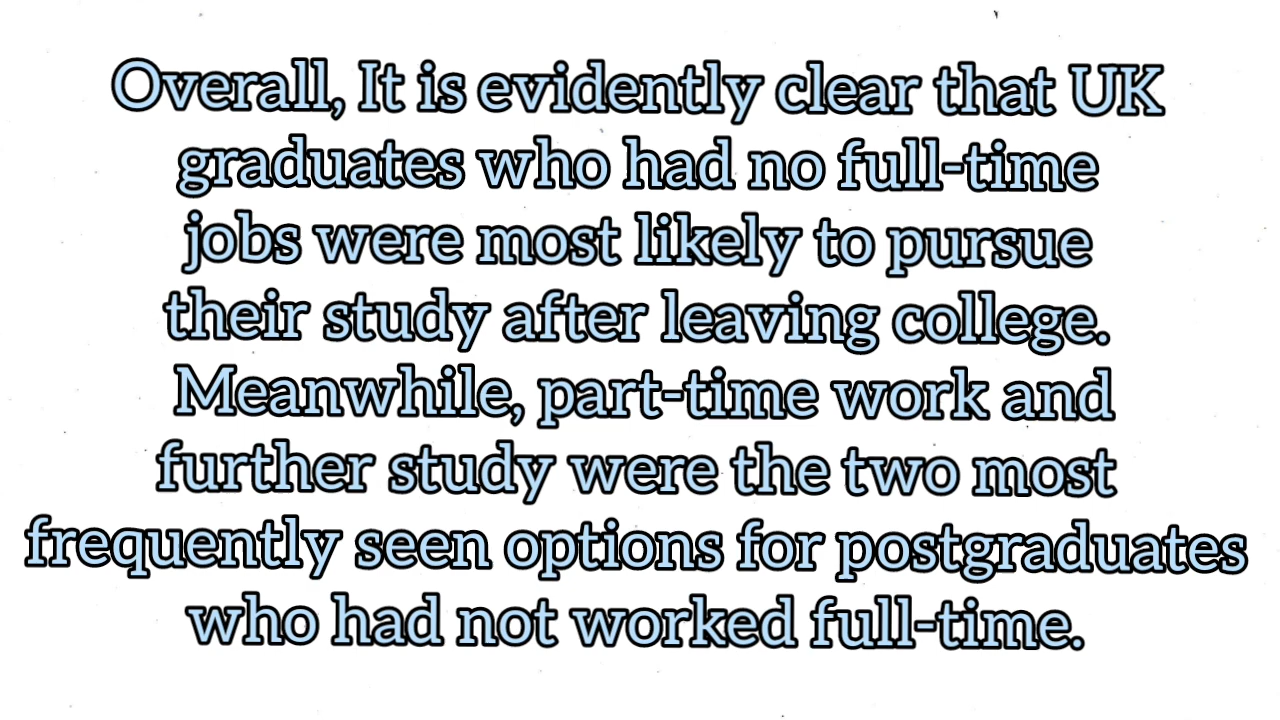 Overall, It is evidently clear that UK
graduates who had no full-time
jobs were most likely to pursue
their study after leaving college.
Meanwhile, part-time work and
further study were the two most
frequently seen options for postgraduates
who had not worked full-time.